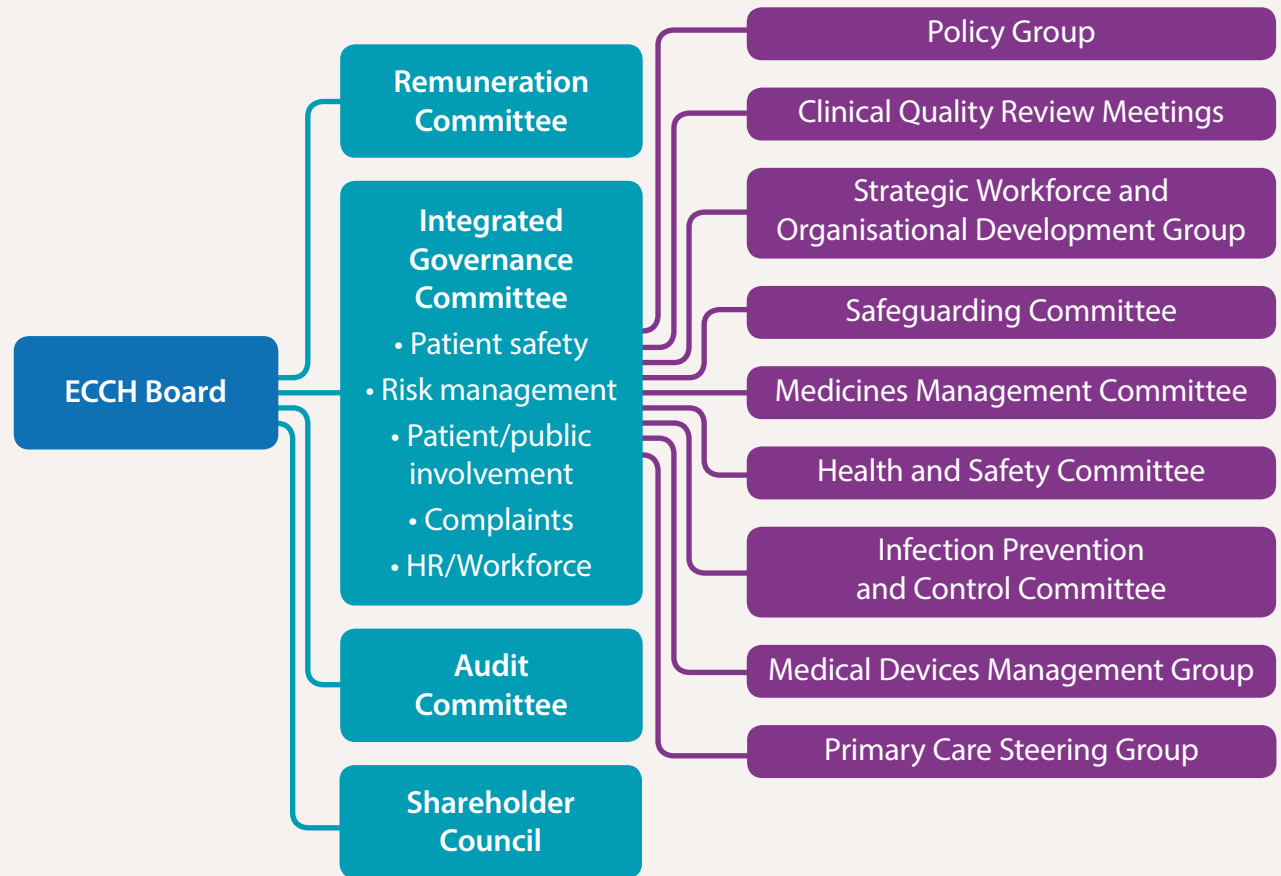 ECCH Board
Remuneration
Committee
Integrated
Governance
Committee
• Patient safety
• Risk management
• Patient/public
involvement
• Complaints
• HR/Workforce
Audit
Committee
Shareholder
Council
Policy Group
Clinical Quality Review Meetings
Strategic Workforce and
Organisational Development Group
Safeguarding Committee
Medicines Management Committee
Health and Safety Committee
Infection Prevention
and Control Committee
Medical Devices Management Group
Primary Care Steering Group